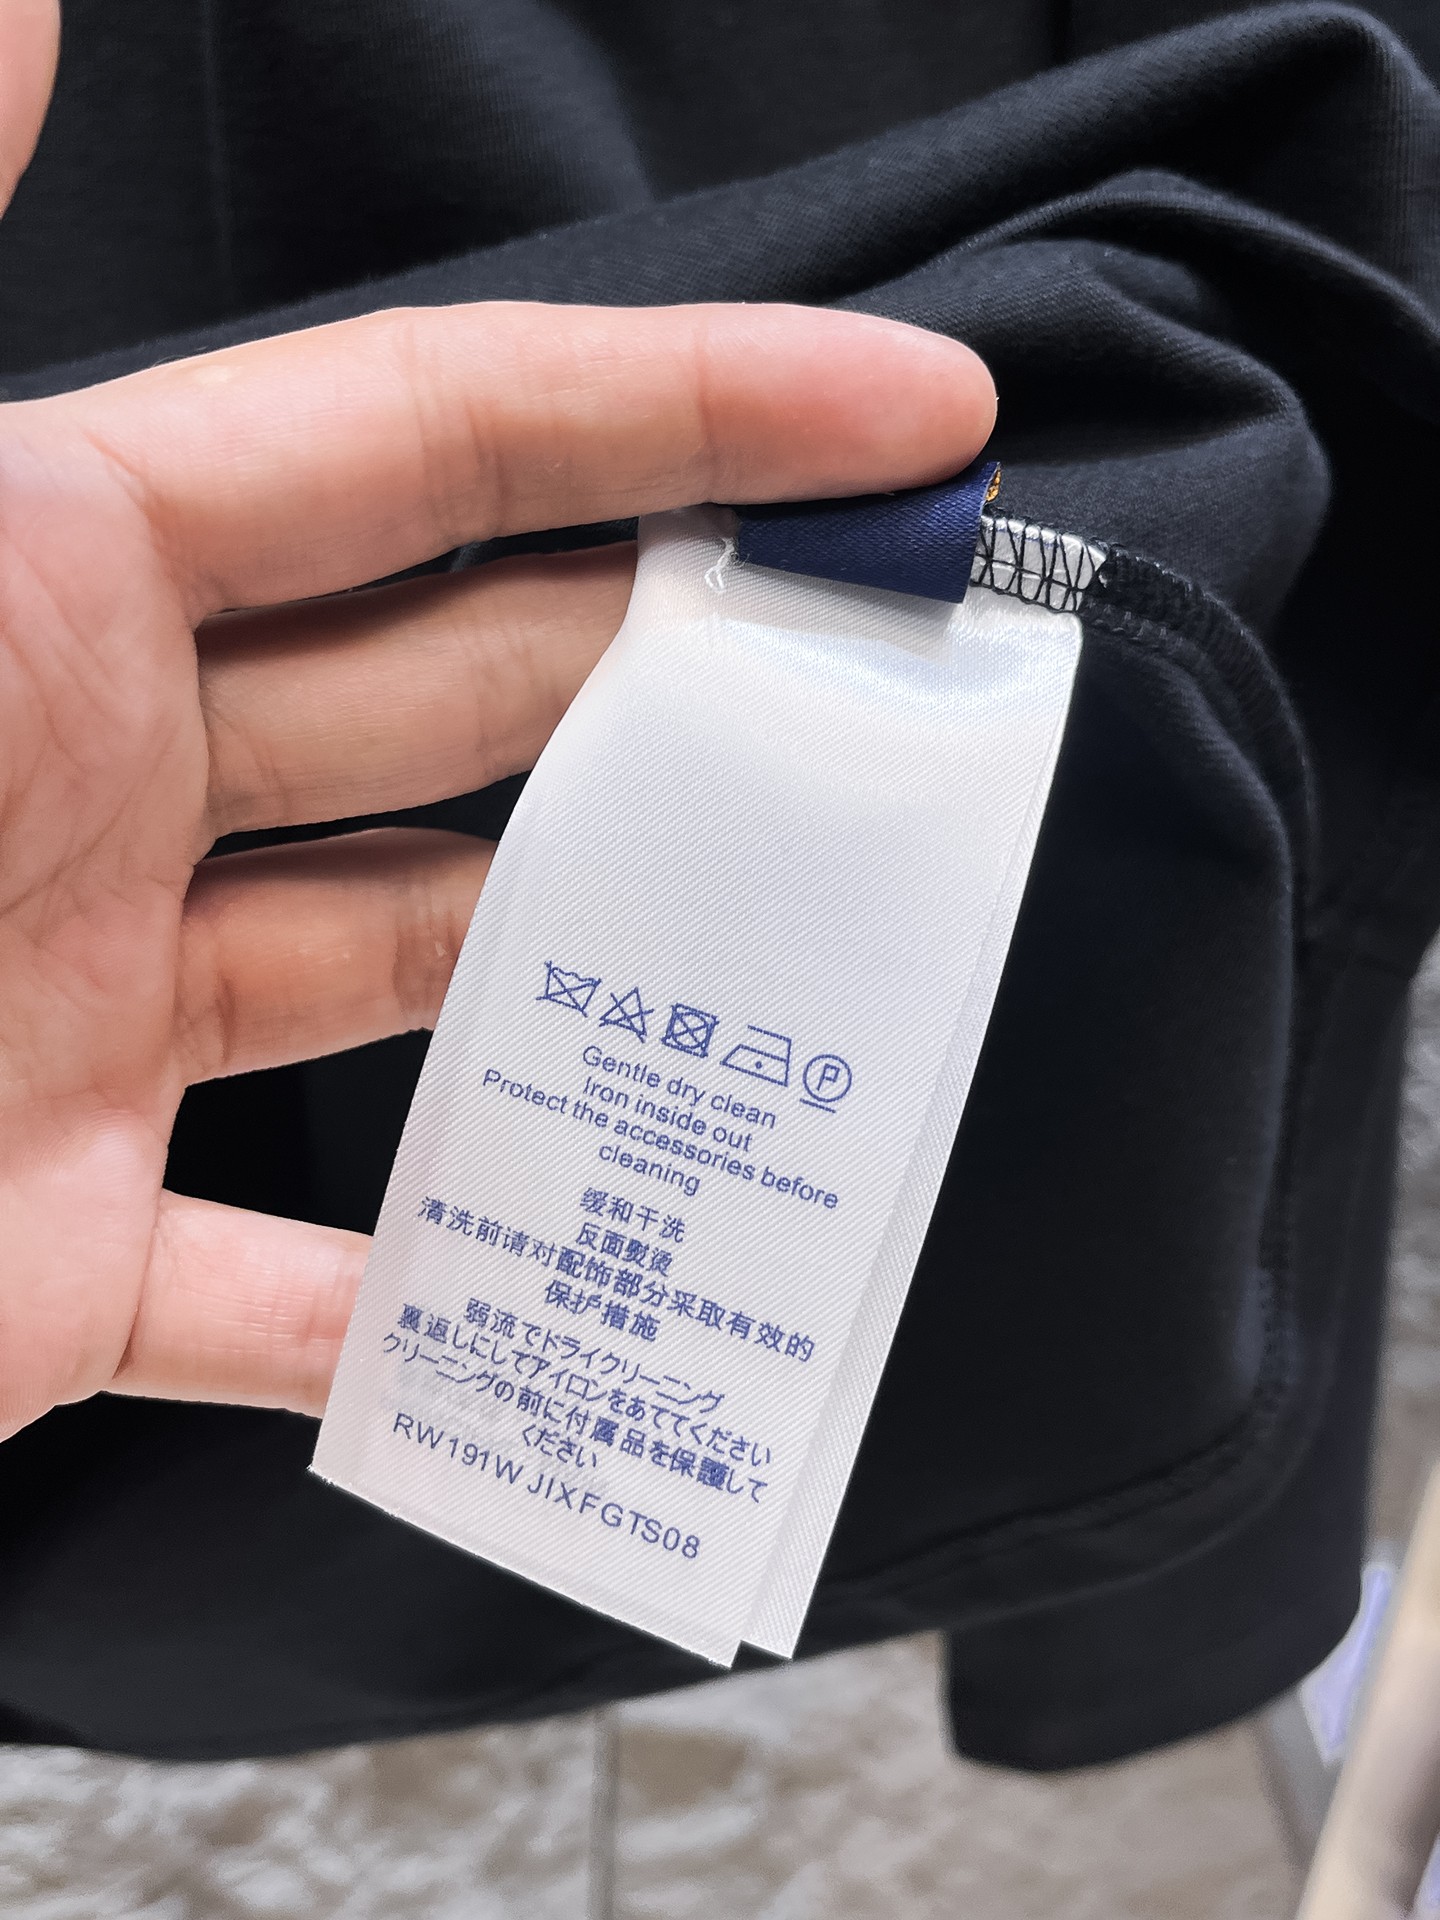 Gentle dry clean
Iron inside out
Protect the accessories before
cleaning
缓和干洗
反面熨烫
清洗前请对配饰部分采取有效的
保护措施
弱流でドライクリーニング
裏返しにしてアイロンをあててください
クリーニングの前に付属品を保護して
ください
RW191W JIXFGTS08